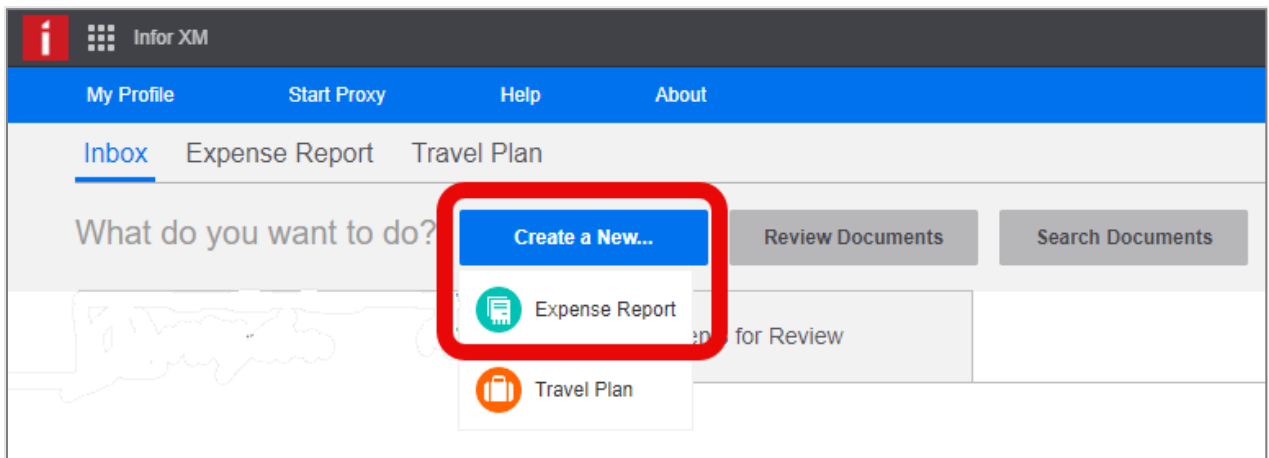 Infor XM
My Profile Start Proxy Help About
Inbox Expense Report Travel Plan
What do you want to do? Create a New... Review Documents Search Documents
Expense Report
for Review
Travel Plan